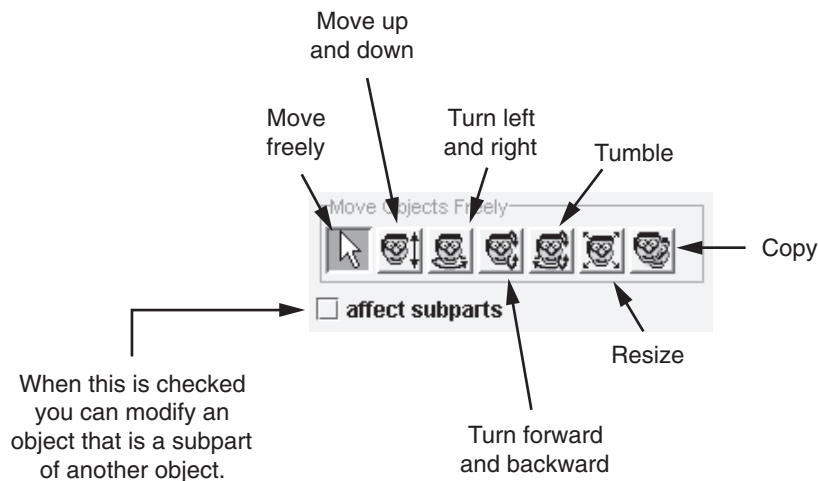 Move up
and down
Move
freely
Turn left
and right
Tumble
Move Objects Freely
Copy
affect subparts
Resize
When this is checked
you can modify an
object that is a subpart
of another object.
Turn forward
and backward